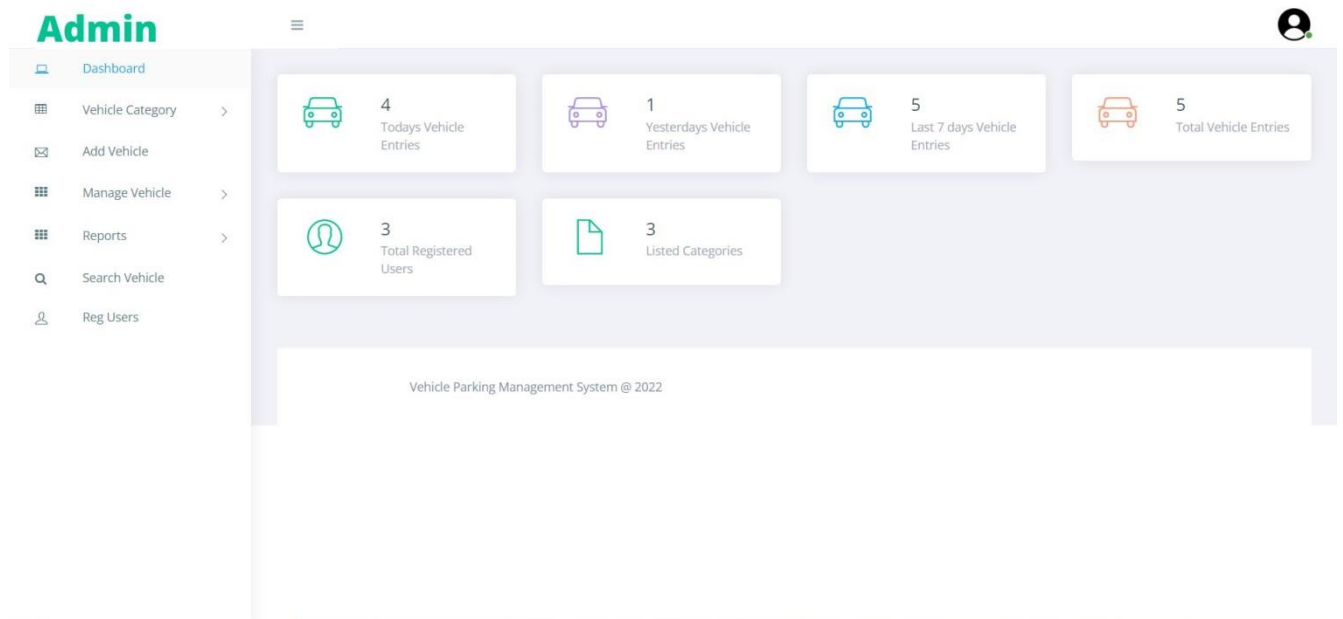 Admin
Dashboard
Vehicle Category
Add Vehicle
Manage Vehicle
Reports
Search Vehicle
Reg Users
4
Todays Vehicle
Entries
1
Yesterdays Vehicle
Entries
5
Last 7 days Vehicle
Entries
5
Total Vehicle Entries
3
Total Registered
Users
3
Listed Categories
Vehicle Parking Management System @ 2022